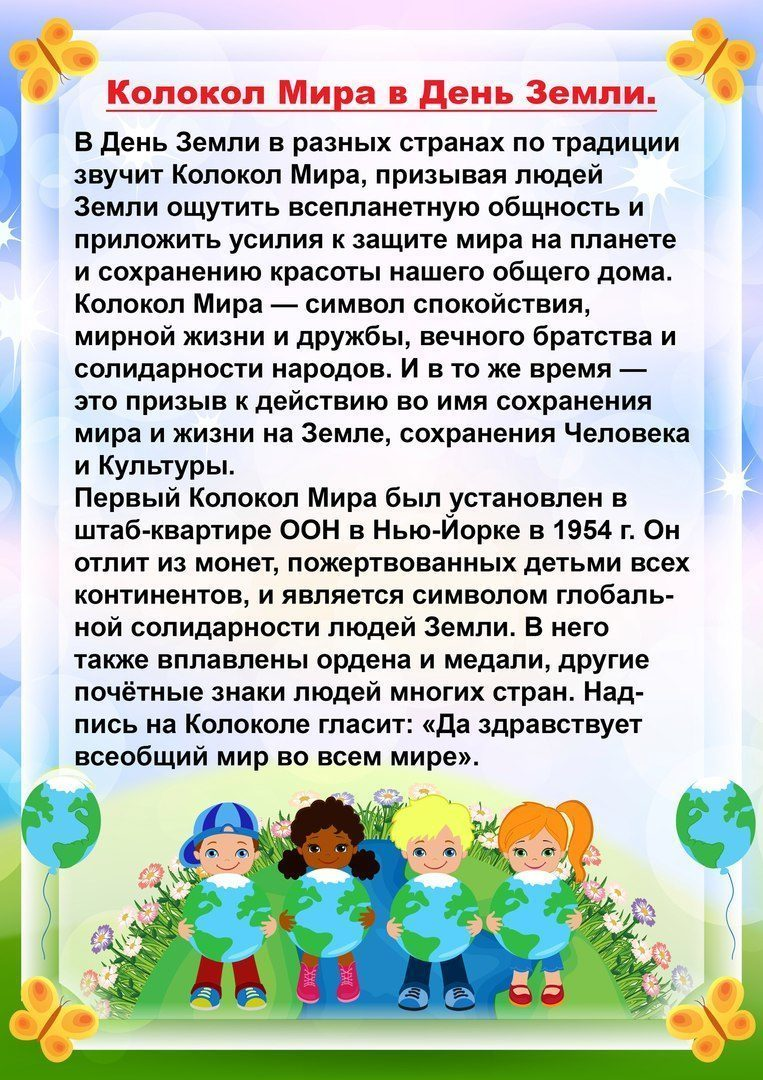 Колокол Мира в День Земли.
В День Земли в разных странах по традиции
звучит Колокол Мира, призывая людей
Земли ощутить всепланетную общность и
приложить усилия к защите мира на планете
и сохранению красоты нашего общего дома.
Колокол Мира — символ спокойствия,
мирной жизни и дружбы, вечного братства и
солидарности народов. И в то же время —
это призыв к действию во имя сохранения
мира и жизни на Земле, сохранения Человека
и Культуры.
Первый Колокол Мира был установлен в
штаб-квартире ООН в Нью-Йорке в 1954 г. Он
отлит из монет, пожертвованных детьми всех
континентов, и является символом глобаль-
ной солидарности людей Земли. В него
также вплавлены ордена и медали, другие
почётные знаки людей многих стран. Над-
пись на Колоколе гласит: «Да здравствует
всеобщий мир во всем мире».